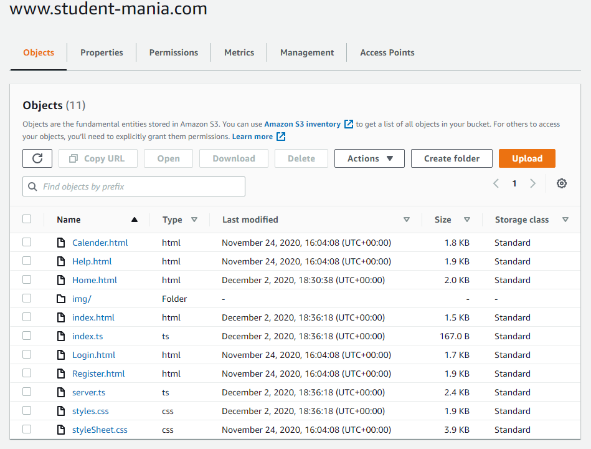 www.student-mania.com
Objects Properties Permissions Metrics Management Access Points
Objects (11)
Objects are the fundamental entities stored in Amazon S3. You can use Amazon S3 inventory to get a list of all objects in your bucket. For others to access
your objects, you'll need to explicitly grant them permissions. Learn more
Copy URL Open Download Delete Actions Create folder Upload
Find objects by prefix 1
Name Type Last modified Size Storage class
Calender.html html November 24, 2020, 16:04:08 (UTC+00:00) 1.8 KB Standard
Help.html html November 24, 2020, 16:04:08 (UTC+00:00) 1.9 KB Standard
Home.html html December 2, 2020, 18:30:38 (UTC+00:00) 2.0 KB Standard
img/ Folder - - -
index.html html December 2, 2020, 18:36:18 (UTC+00:00) 1.5 KB Standard
index.ts ts December 2, 2020, 18:36:18 (UTC+00:00) 167.0 B Standard
Login.html html November 24, 2020, 16:04:08 (UTC+00:00) 1.7 KB Standard
Register.html html November 24, 2020, 16:04:08 (UTC+00:00) 1.9 KB Standard
server.ts ts December 2, 2020, 18:36:18 (UTC+00:00) 2.4 KB Standard
styles.css css December 2, 2020, 18:36:18 (UTC+00:00) 1.9 KB Standard
styleSheet.css css November 24, 2020, 16:04:08 (UTC+00:00) 3.9 KB Standard